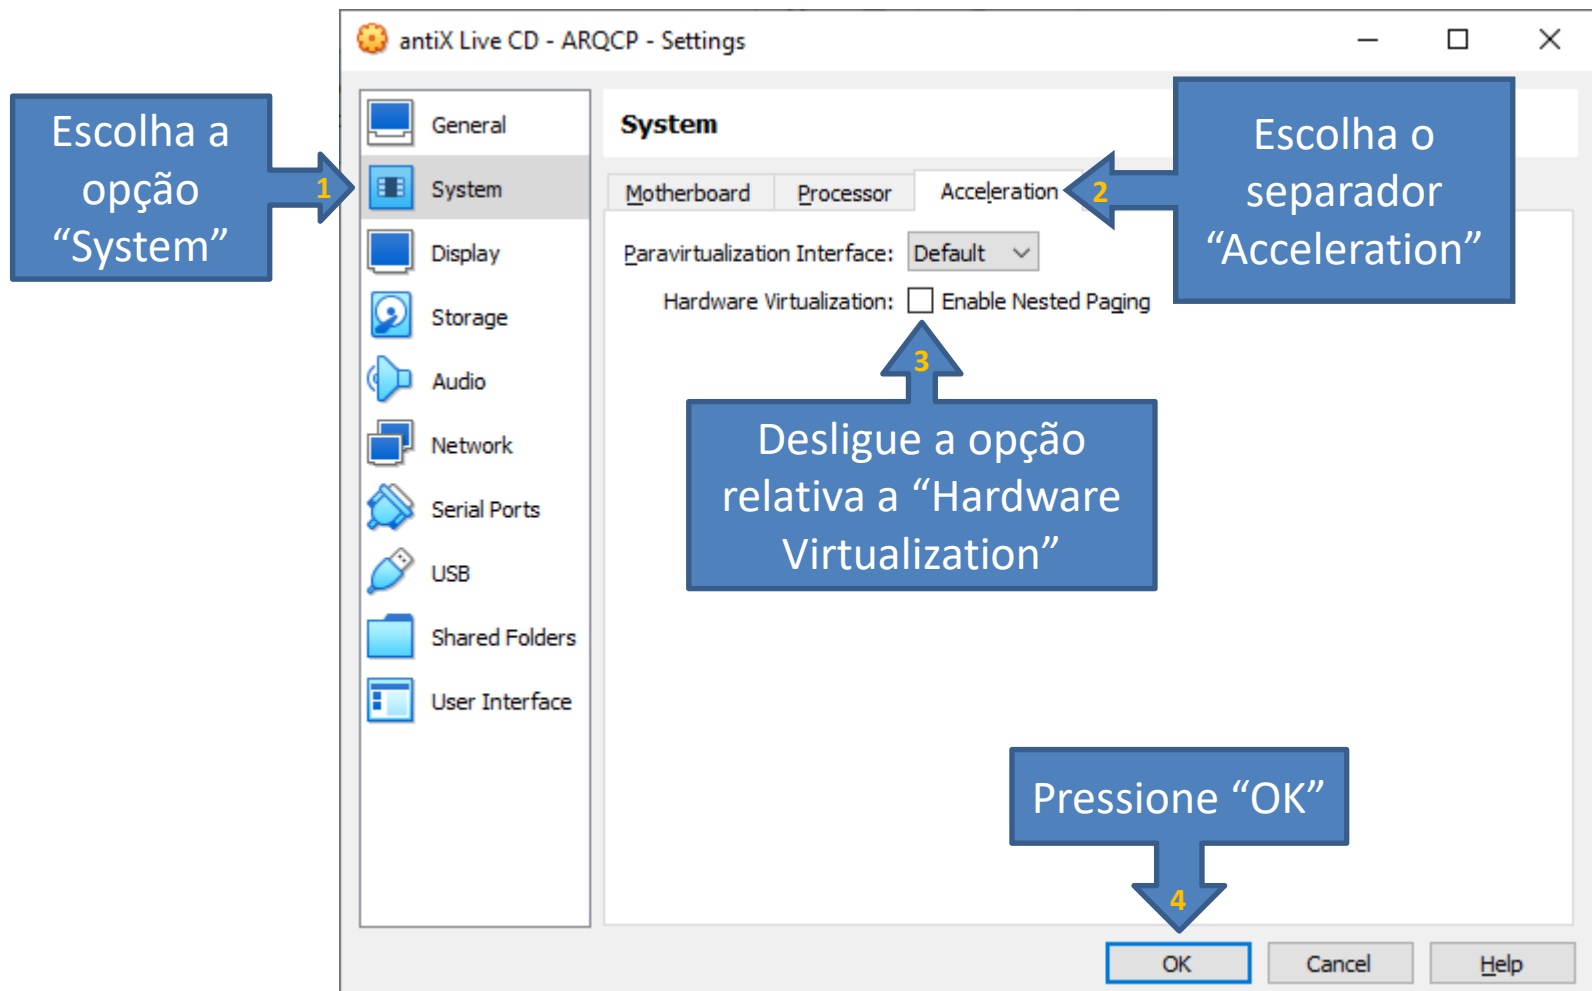 antiX Live CD - ARQCP - Settings
Escolha a
opção
“System”
1
General
System
Display
Storage
Audio
Network
Serial Ports
USB
Shared Folders
User Interface
System
Motherboard
Processor
Acceleration
2
Escolha o
separador
“Acceleration”
Paravirtualization Interface: Default
Hardware Virtualization: Enable Nested Paging
3
Desligue a opção
relativa a “Hardware
Virtualization”
Pressione “OK”
4
OK
Cancel
Help